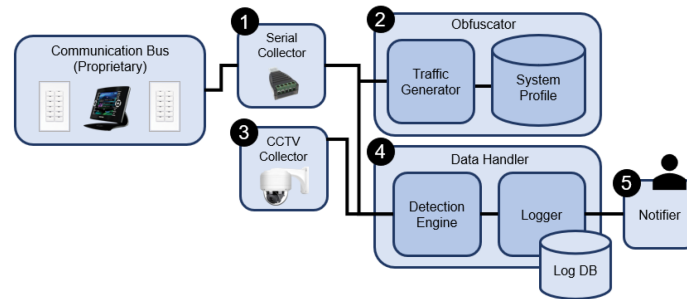 Communication Bus
(Proprietary)
1
Serial
Collector
2
Obfuscator
Traffic
Generator
System
Profile
3
CCTV
Collector
4
Data Handler
Detection
Engine
Logger
Log DB
5
Notifier